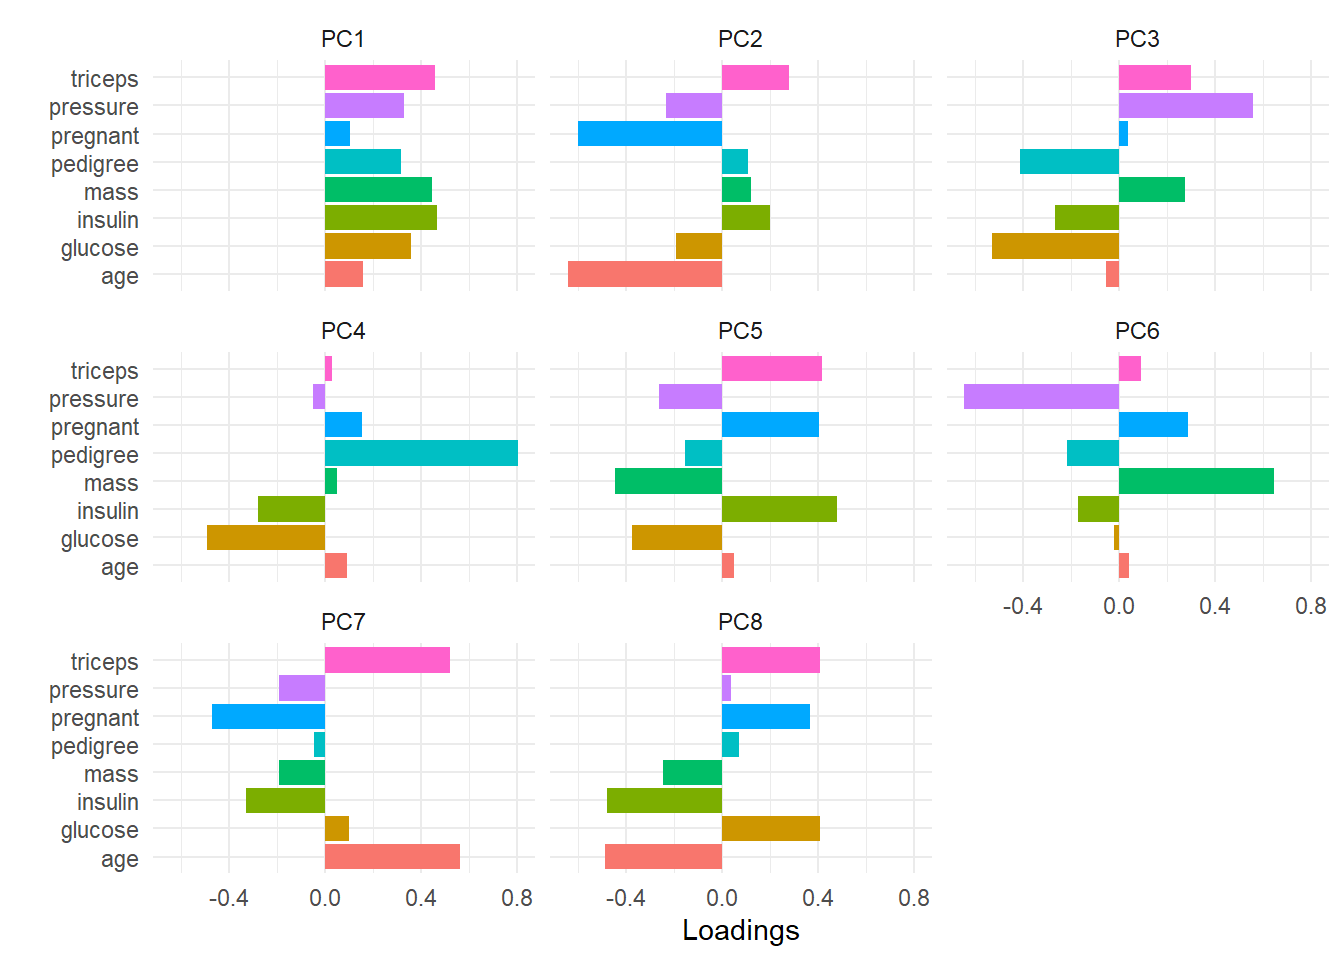 PC1 PC2 PC3
triceps
pressure
pregnant
pedigree
mass
insulin
glucose
age
PC4 PC5 PC6
triceps
pressure
pregnant
pedigree
mass
insulin
glucose
age
-0.4 0.0 0.4 0.8
PC7 PC8
triceps
pressure
pregnant
pedigree
mass
insulin
glucose
age
-0.4 0.0 0.4 0.8 -0.4 0.0 0.4 0.8
Loadings